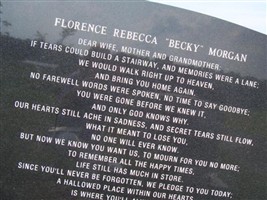 FLORENCE REBECCA "BECKY" MORGAN
DEAR WIFE, MOTHER AND GRANDMOTHER:
IF TEARS COULD BUILD A STAIRWAY, AND MEMORIES WERE A LANE:
WE WOULD WALK RIGHT UP TO HEAVEN,
AND BRING YOU HOME AGAIN.
NO FAREWELL WORDS WERE SPOKEN, NO TIME TO SAY GOODBYE;
YOU WERE GONE BEFORE WE KNEW IT,
AND ONLY GOD KNOWS WHY
OUR HEARTS STILL ACHE IN SADNESS, AND SECRET TEARS STILL FLOW,
WHAT IT MEANT TO LOSE YOU,
NO ONE WILL EVER KNOW.
BUT NOW WE KNOW YOU WANT US, TO MOURN FOR YOU NO MORE;
TO REMEMBER ALL THE HAPPY TIMES,
LIFE STILL HAS MUCH IN STORE
SINCE YOU'LL NEVER BE FORGOTTEN, WE PLEDGE TO YOU TODAY;
A HALLOWED PLACE WITHIN OUR HEARTS
IS WHERE YOU'LL